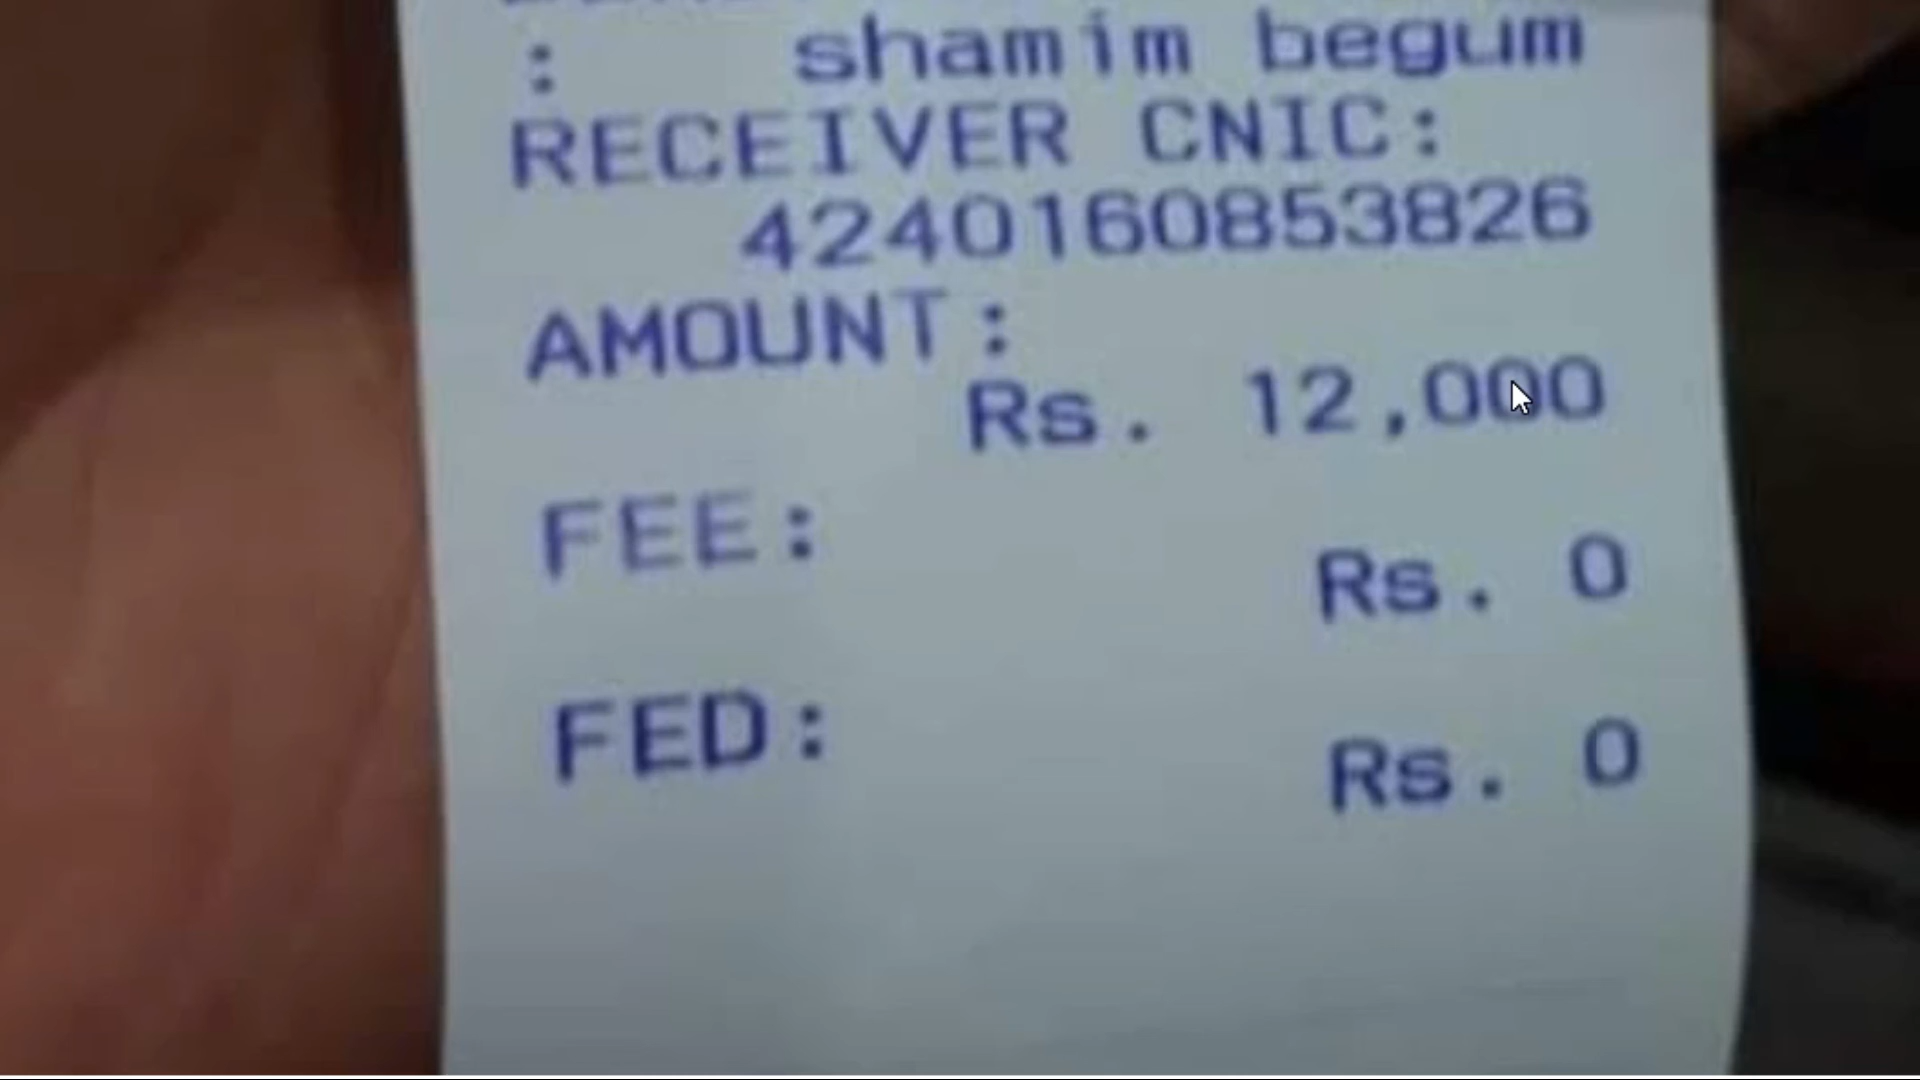 : shamim begum
RECEIVER CNIC:
4240160853826
AMOUNT:
Rs. 12,000
FEE:
Rs. 0
FED:
Rs. 0